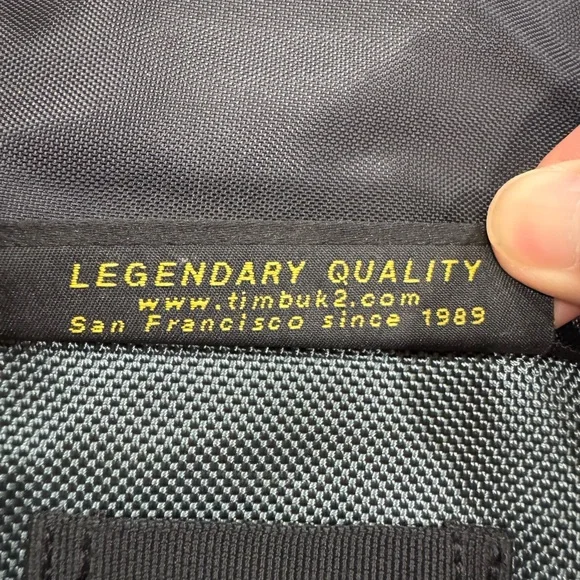 LEGENDARY QUALITY
www.timbuk2.com
San Francisco since 1989